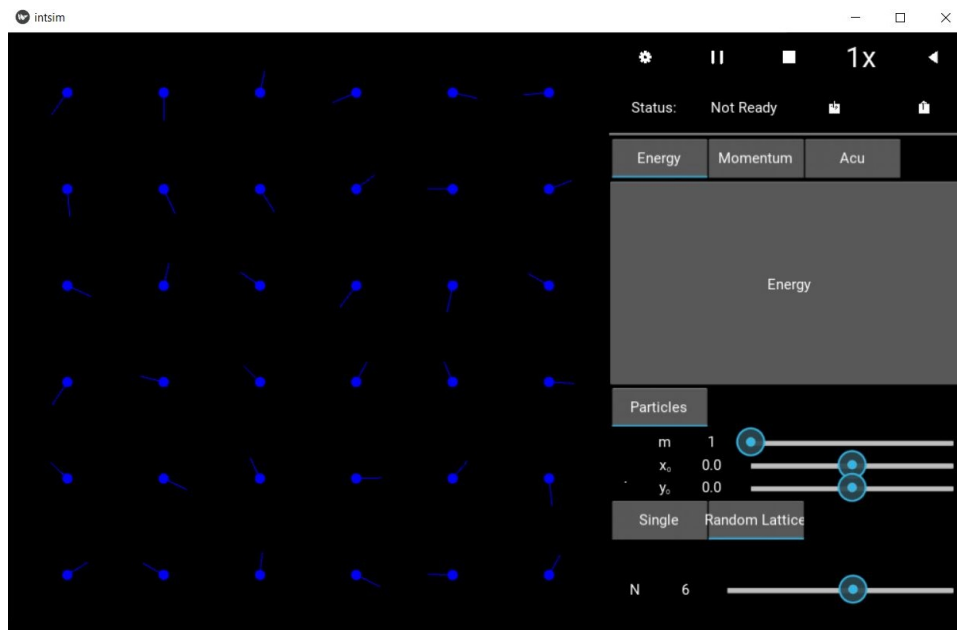 intsim
1x
Status: Not Ready
Energy Momentum Acu
Energy
Particles
m 1
x₀ 0.0
y₀ 0.0
Single Random Lattice
N 6